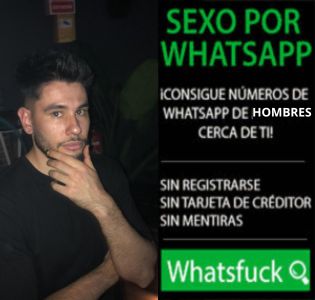 SEXO POR
WHATSAPP
¡CONSIGUE NÚMEROS DE
WHATSAPP DE HOMBRES
CERCA DE TI!
SIN REGISTRARSE
SIN TARJETA DE CRÉDITOR
SIN MENTIRAS
Whatsfuck